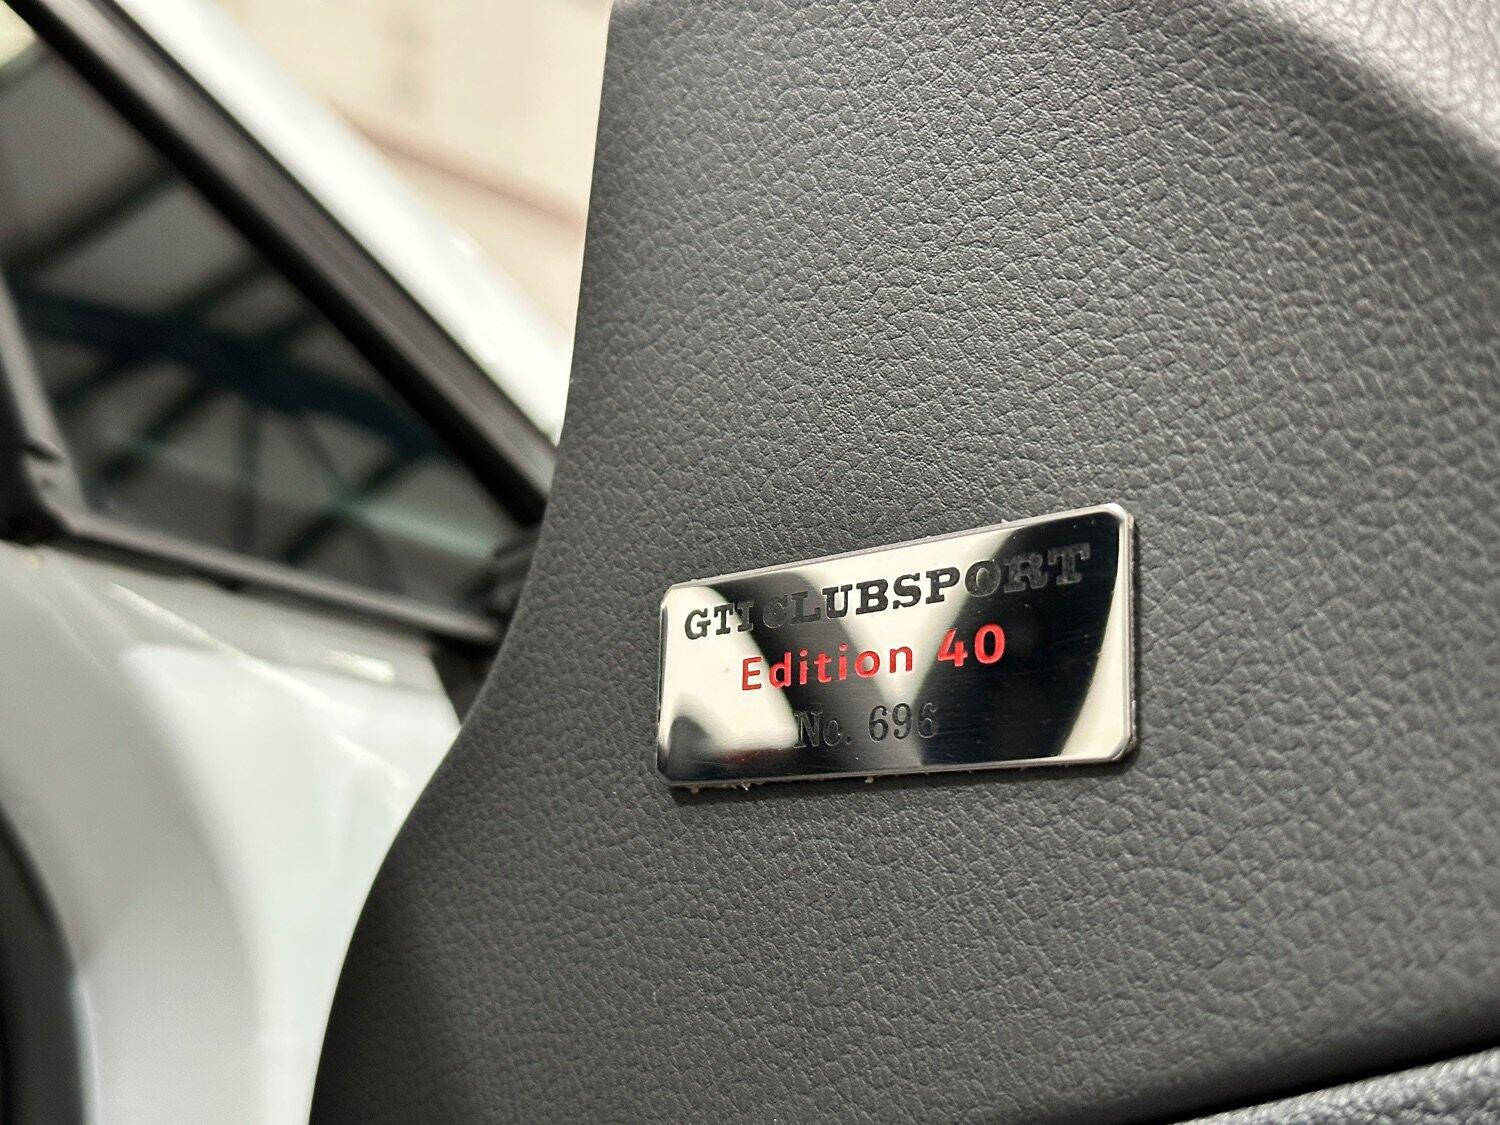 GTI CLUBSPORT
Edition 40
No. 696